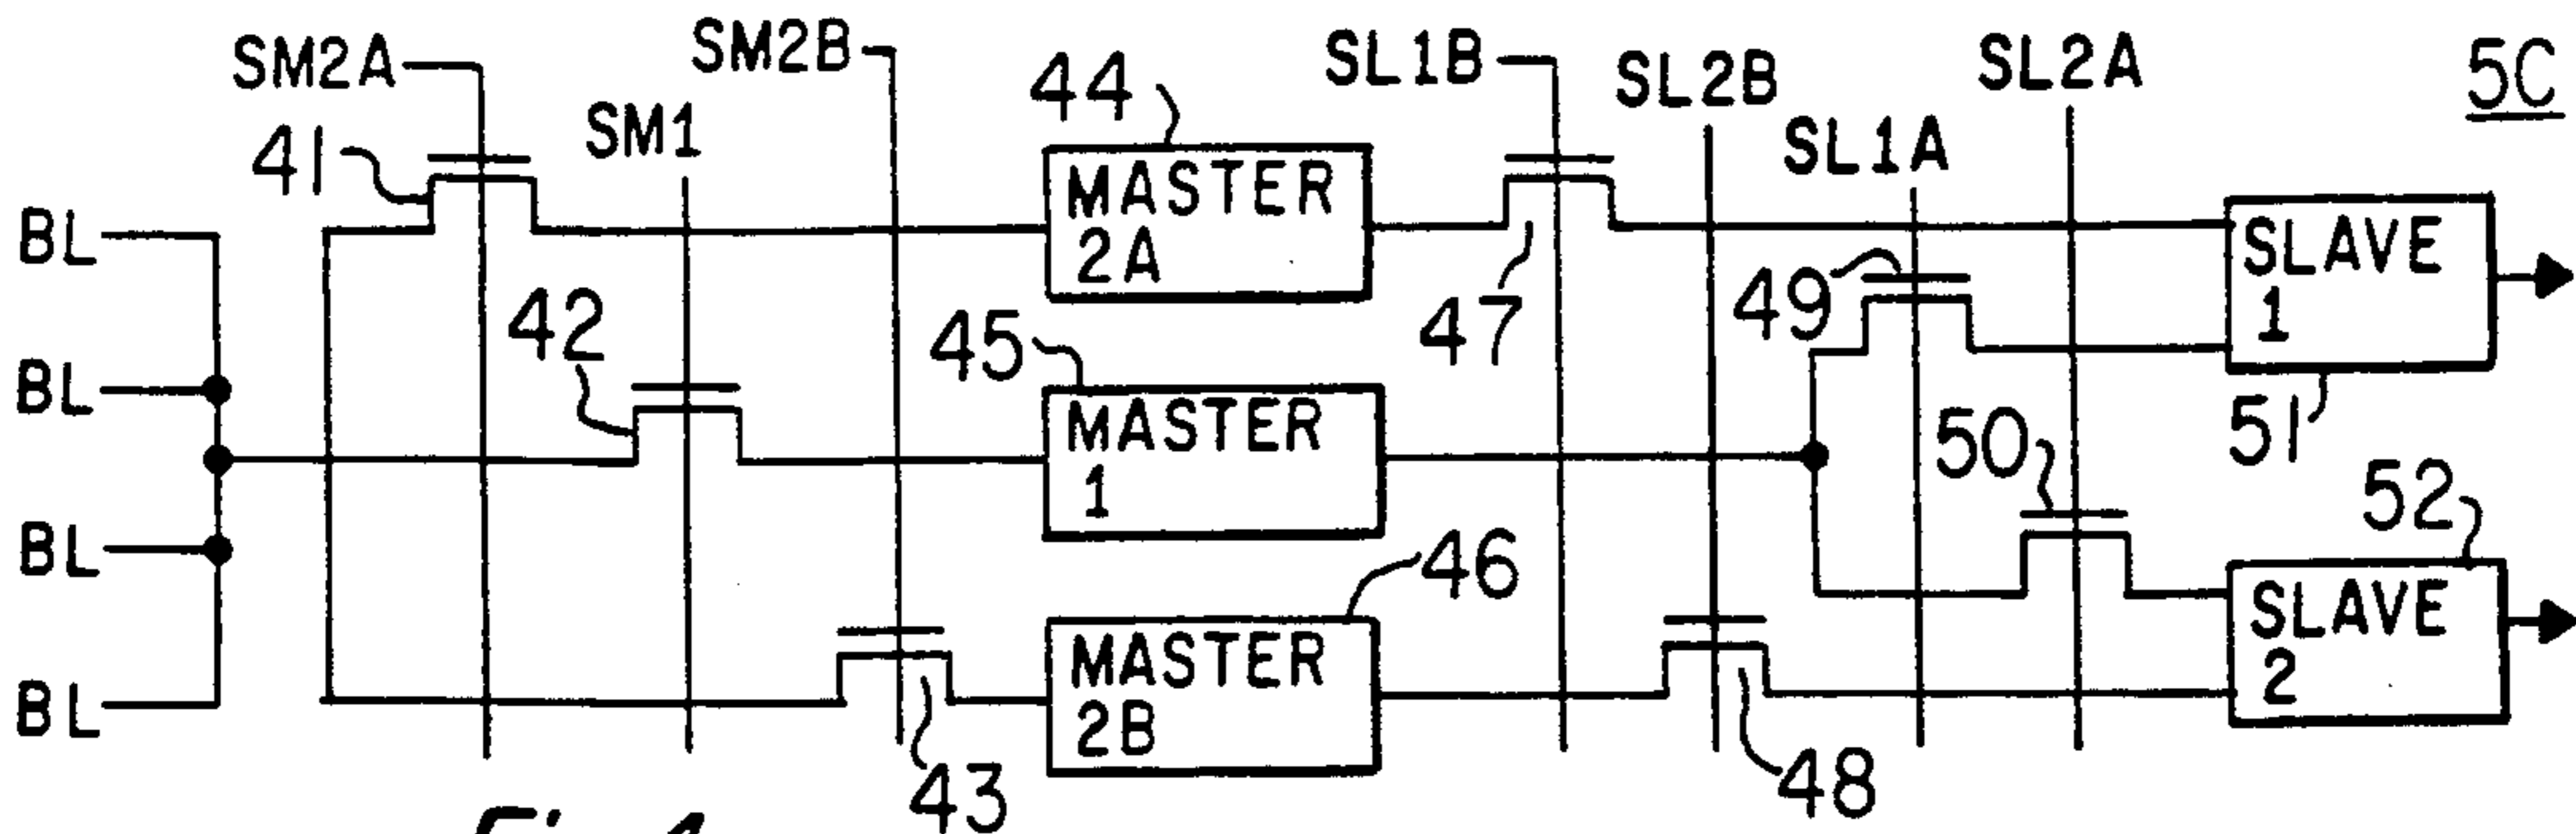 SM2A
SM2B
SM1
44
SL1B
SL2B
SL2A
SL1A
5C
41
BL
MASTER
2A
47
49
SLAVE
1
42
45
BL
MASTER
1
50
51
52
BL
46
MASTER
2B
SLAVE
2
BL
43
48